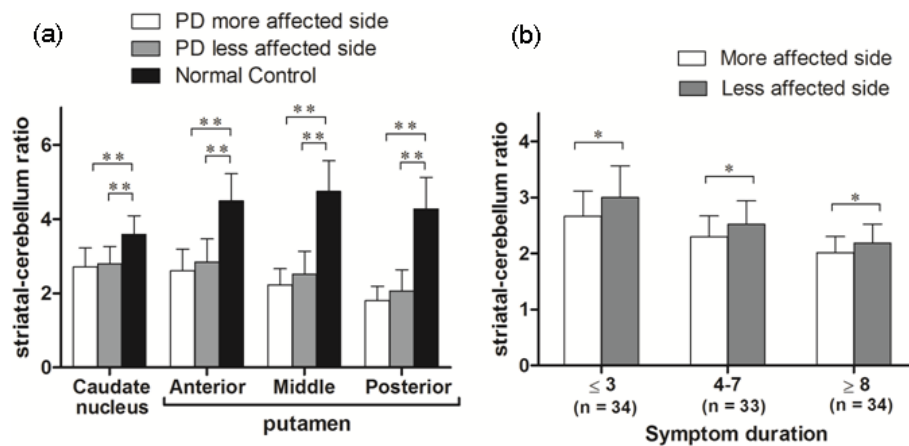 (a)
PD more affected side
PD less affected side
Normal Control
striatal-cerebellum ratio
6
4
2
0
** ** ** **
** ** ** **
Caudate nucleus
Anterior
Middle
Posterior
putamen
(b)
More affected side
Less affected side
striatal-cerebellum ratio
4
3
2
1
0
* * *
≤ 3
(n = 34)
4-7
(n = 33)
≥ 8
(n = 34)
Symptom duration